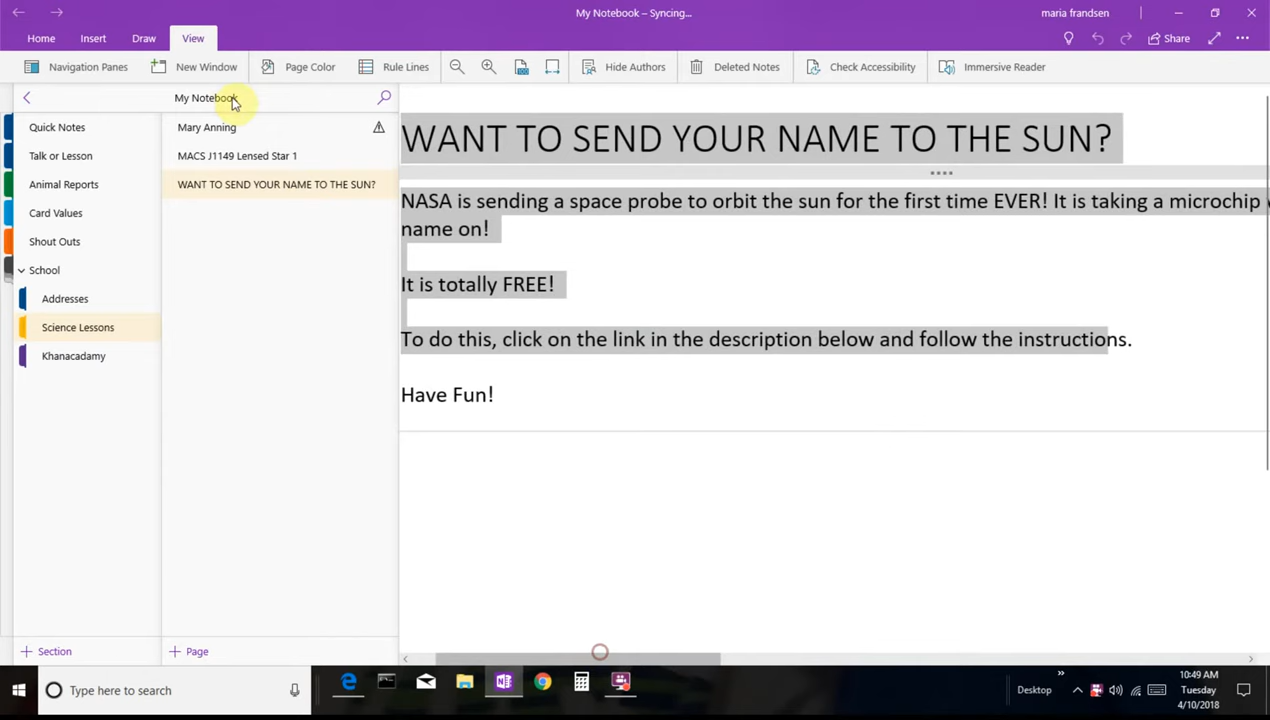 My Notebook – Syncing...
maria frandsen
Home
Insert
Draw
View
Share
Navigation Panes
New Window
Page Color
Rule Lines
Hide Authors
Deleted Notes
Check Accessibility
Immersive Reader
My Notebook
Quick Notes
Talk or Lesson
Animal Reports
Card Values
Shout Outs
School
Addresses
Science Lessons
Khanacadamy
Mary Anning
MACS J1149 Lensed Star 1
WANT TO SEND YOUR NAME TO THE SUN?
WANT TO SEND YOUR NAME TO THE SUN?
NASA is sending a space probe to orbit the sun for the first time EVER! It is taking a microchip
name on!
It is totally FREE!
To do this, click on the link in the description below and follow the instructions.
Have Fun!
Section
Page
Type here to search
Desktop
10:49 AM
Tuesday
4/10/2018